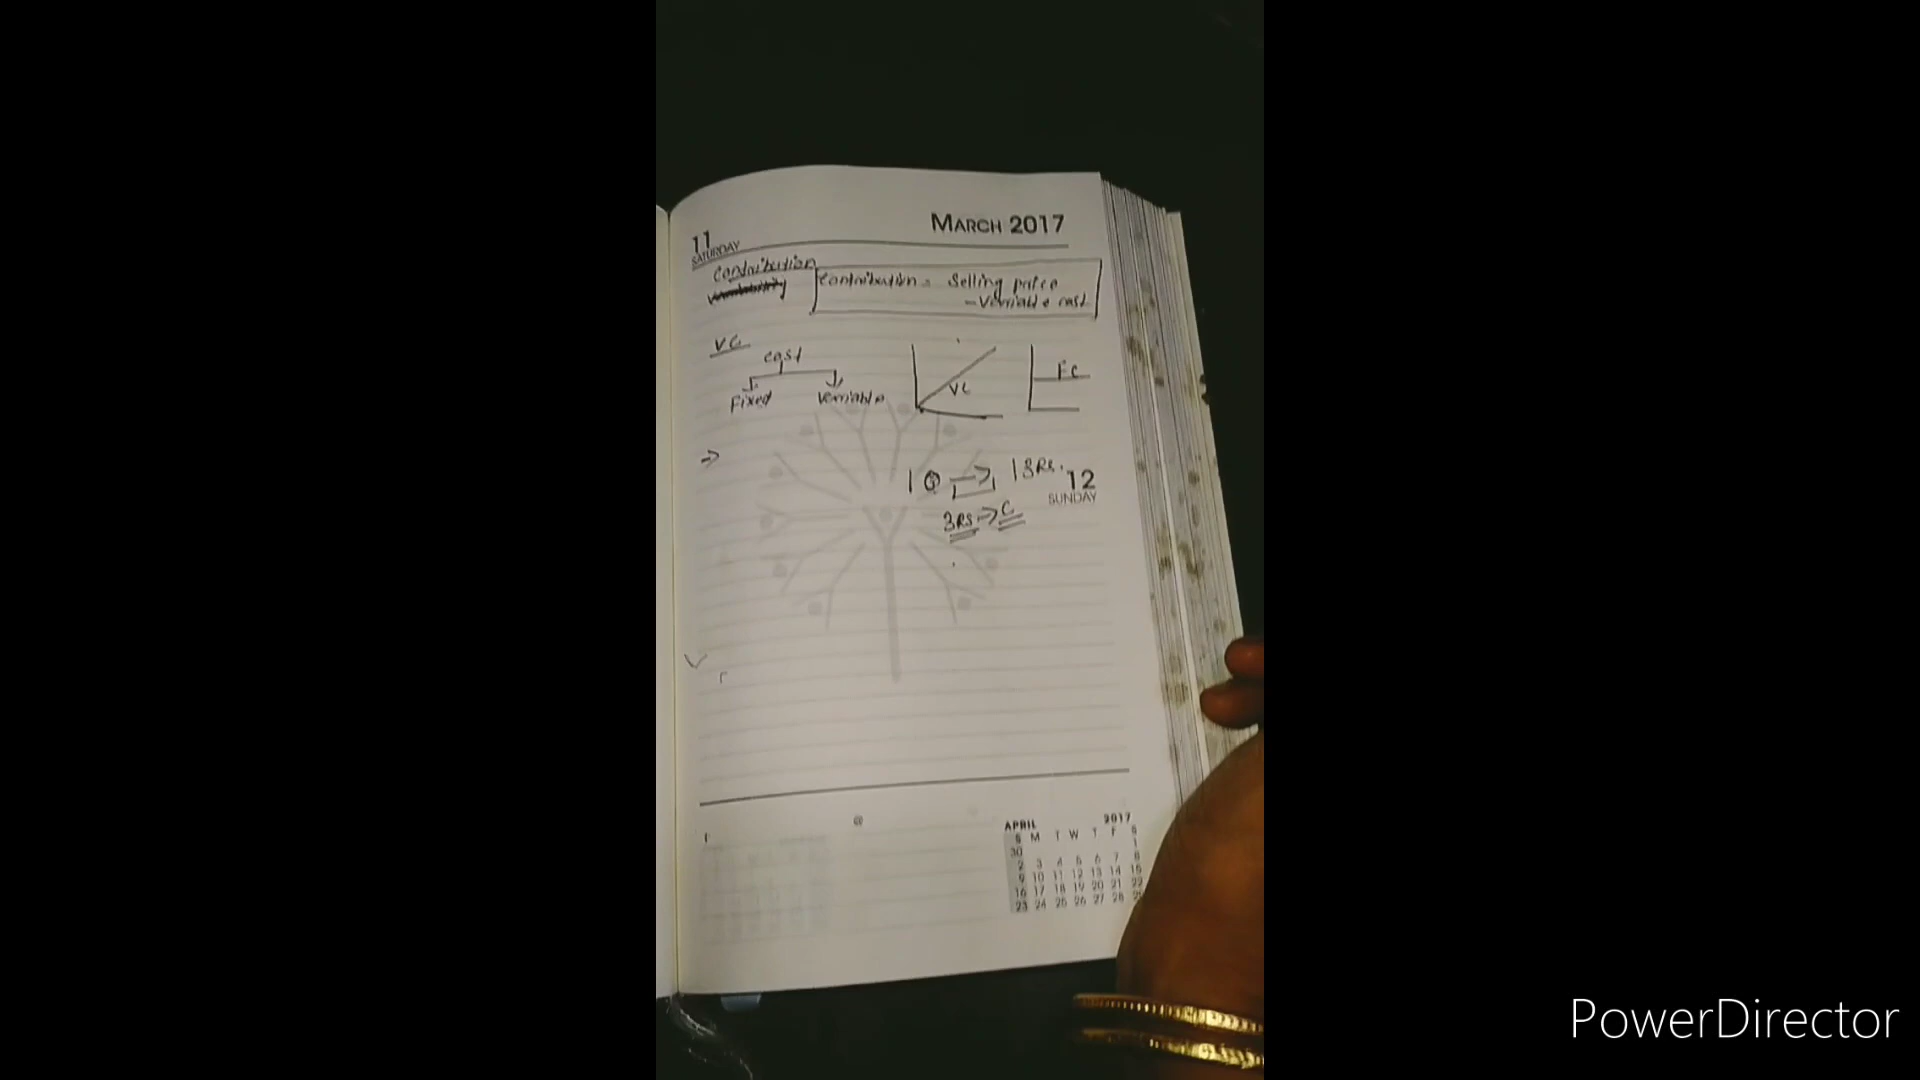 MARCH 2017
11
SATURDAY
contribution
contribution = Selling price
- Variable cost
VC
cost
Fixed Variable
VC
FC
10 → 13Rs.
12
SUNDAY
3Rs → C
APRIL 2017
S M T W T F S
30 1
2 3 4 5 6 7 8
9 10 11 12 13 14 15
16 17 18 19 20 21 22
23 24 25 26 27 28
PowerDirector